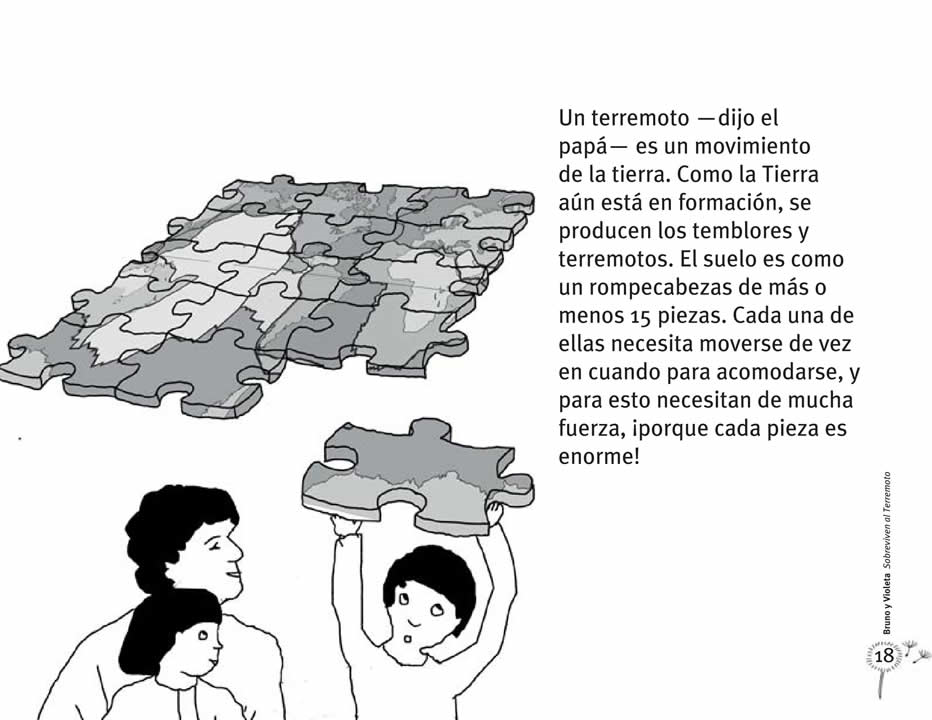 Un terremoto —dijo el
papá— es un movimiento
de la tierra. Como la Tierra
aún está en formación, se
producen los temblores y
terremotos. El suelo es como
un rompecabezas de más o
menos 15 piezas. Cada una de
ellas necesita moverse de vez
en cuando para acomodarse, y
para esto necesitan de mucha
fuerza, ¡porque cada pieza es
enorme!
Bruno y Violeta Sobreviven al Terremoto
18